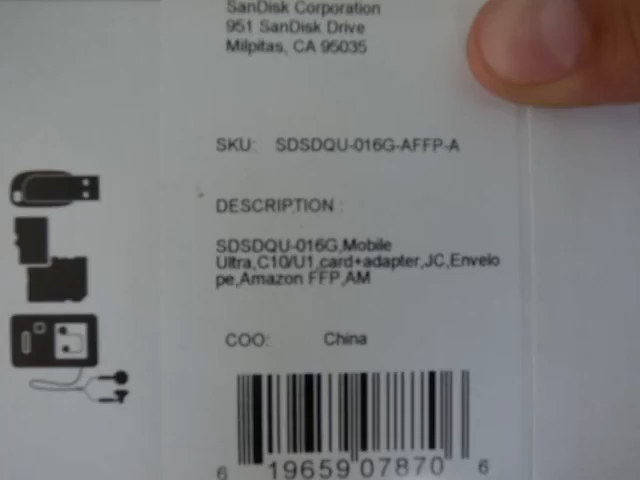 SanDisk Corporation
951 SanDisk Drive
Milpitas, CA 95035
SKU: SDSDQU-016G-AFFP-A
DESCRIPTION :
SDSDQU-016G,Mobile
Ultra,C10/U1,card+adapter,JC,Envelo
pe,Amazon FFP,AM
COO: China
6 19659 07870 6